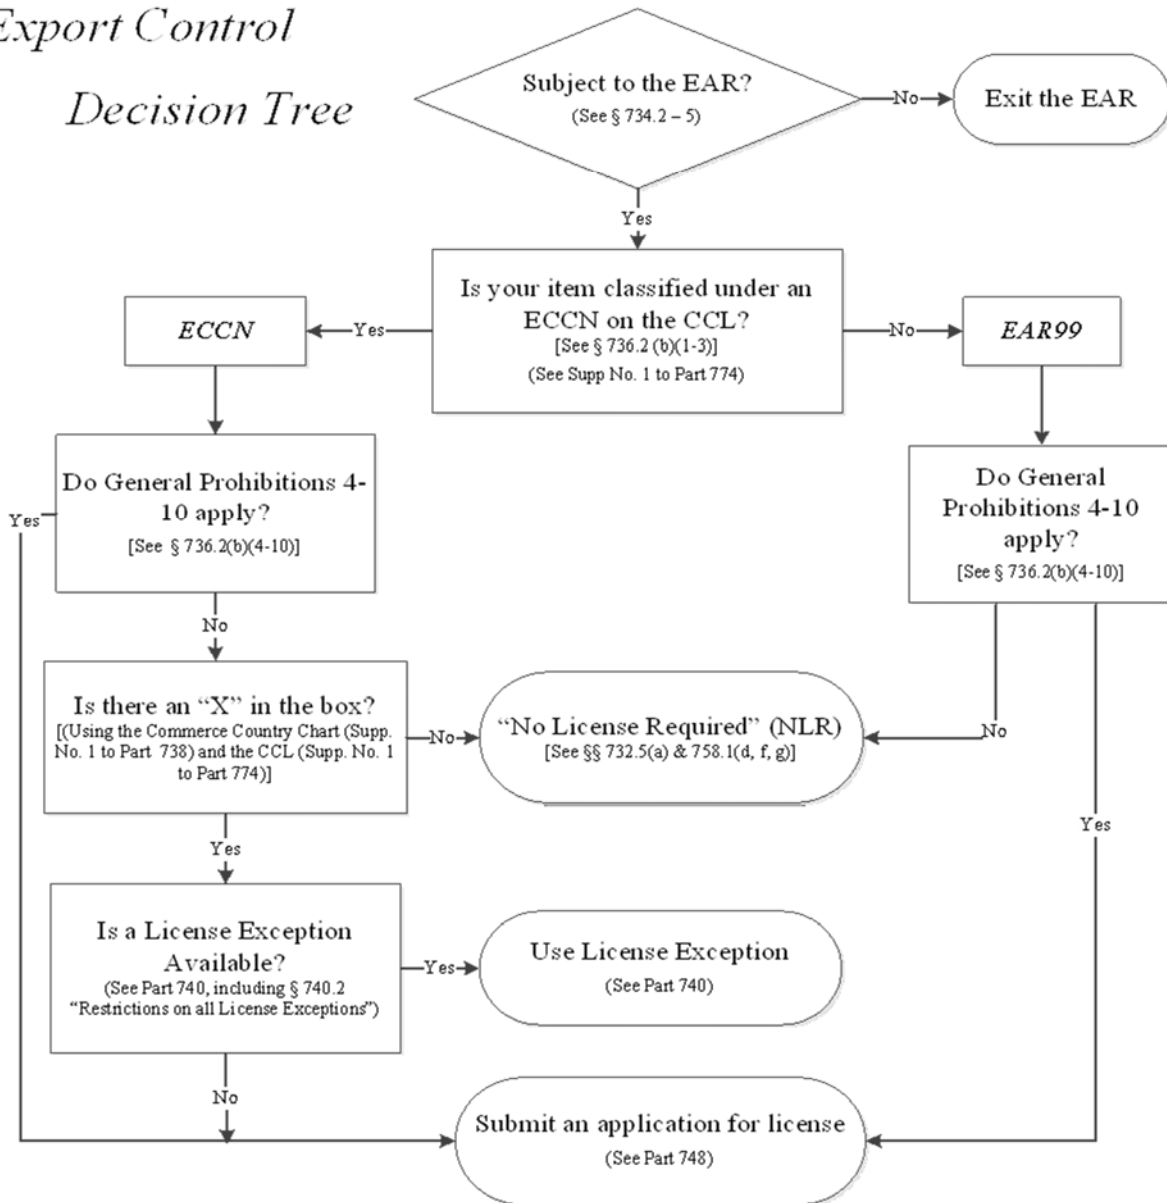 Export Control
Decision Tree
Subject to the EAR?
(See § 734.2 – 5)
No
Exit the EAR
Yes
Is your item classified under an
ECCN on the CCL?
[See § 736.2 (b)(1-3)]
(See Supp No. 1 to Part 774)
Yes
ECCN
No
EAR99
Do General Prohibitions 4-
10 apply?
[See § 736.2(b)(4-10)]
Yes
Do General
Prohibitions 4-10
apply?
[See § 736.2(b)(4-10)]
No
Is there an “X” in the box?
[(Using the Commerce Country Chart (Supp.
No. 1 to Part 738) and the CCL (Supp. No. 1
to Part 774)]
No
“No License Required” (NLR)
[See §§ 732.5(a) & 758.1(d, f, g)]
No
Yes
Yes
Is a License Exception
Available?
(See Part 740, including § 740.2
“Restrictions on all License Exceptions”)
Yes
Use License Exception
(See Part 740)
No
Submit an application for license
(See Part 748)